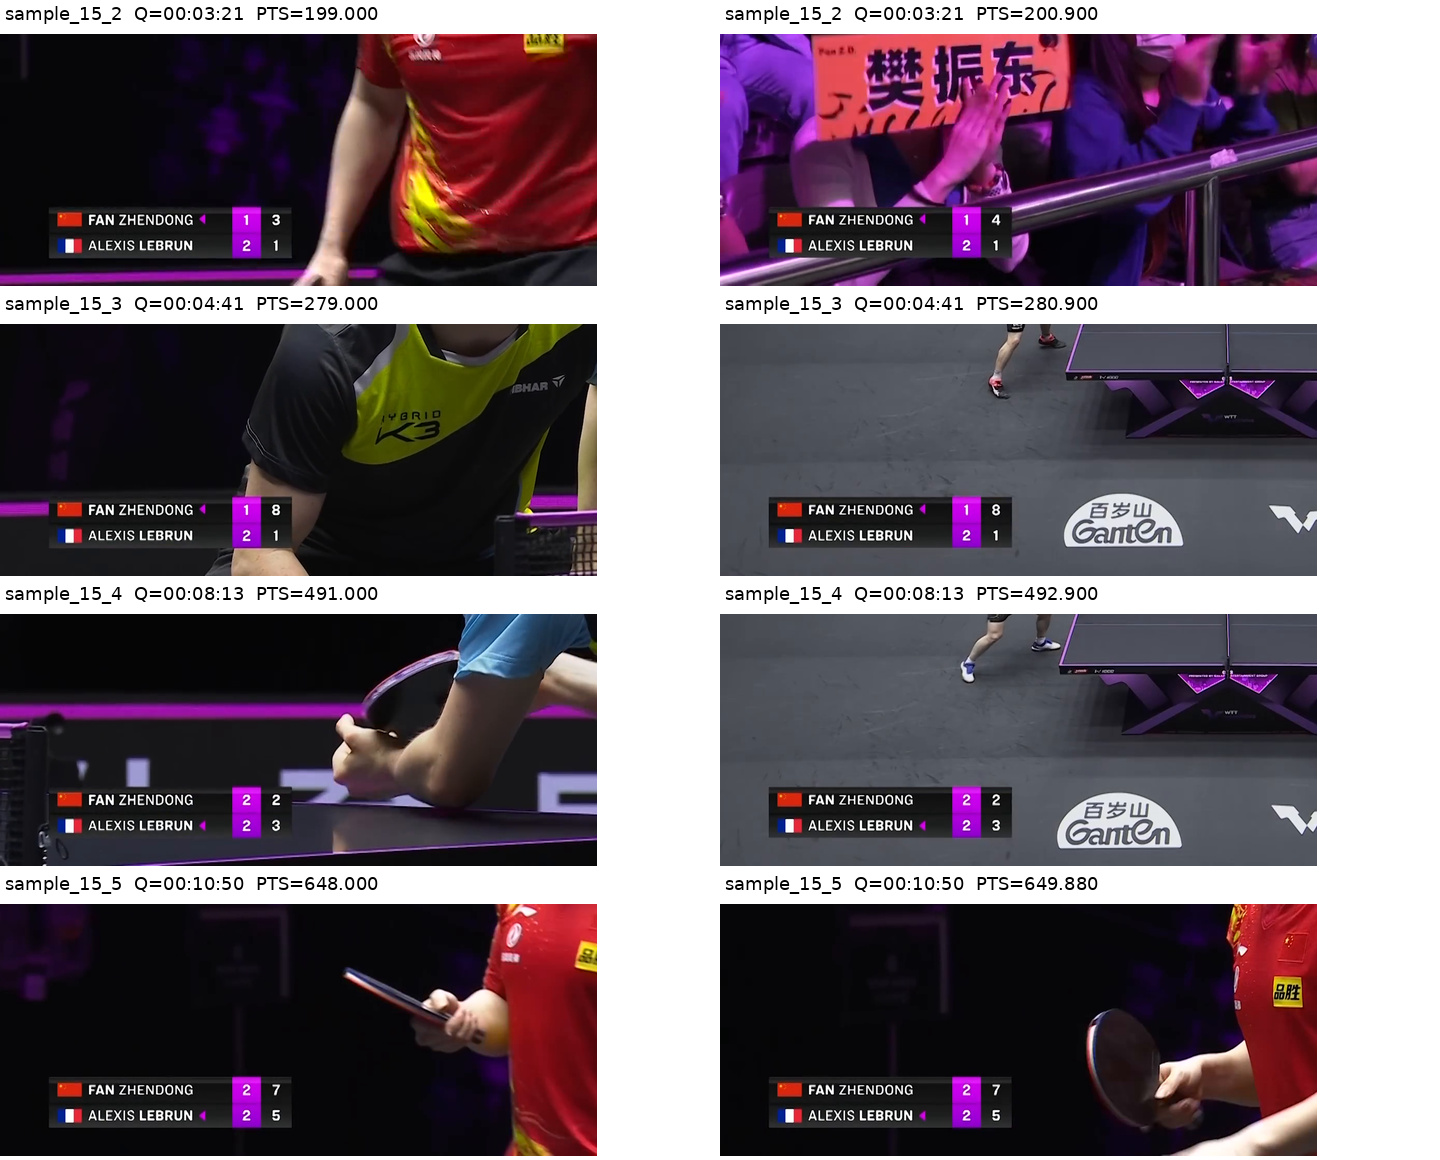 sample_15_2 Q=00:03:21 PTS=199.000
FAN ZHENDONG 1 3
ALEXIS LEBRUN 2 1
sample_15_2 Q=00:03:21 PTS=200.900
樊振东
FAN ZHENDONG 1 4
ALEXIS LEBRUN 2 1
sample_15_3 Q=00:04:41 PTS=279.000
IBHAR
HYBRID
K3
FAN ZHENDONG 1 8
ALEXIS LEBRUN 2 1
sample_15_3 Q=00:04:41 PTS=280.900
WTT
FAN ZHENDONG 1 8
ALEXIS LEBRUN 2 1
百岁山
Ganten
sample_15_4 Q=00:08:13 PTS=491.000
FAN ZHENDONG 2 2
ALEXIS LEBRUN 2 3
sample_15_4 Q=00:08:13 PTS=492.900
WTT
FAN ZHENDONG 2 2
ALEXIS LEBRUN 2 3
百岁山
Ganten
sample_15_5 Q=00:10:50 PTS=648.000
FAN ZHENDONG 2 7
ALEXIS LEBRUN 2 5
sample_15_5 Q=00:10:50 PTS=649.880
品胜
FAN ZHENDONG 2 7
ALEXIS LEBRUN 2 5